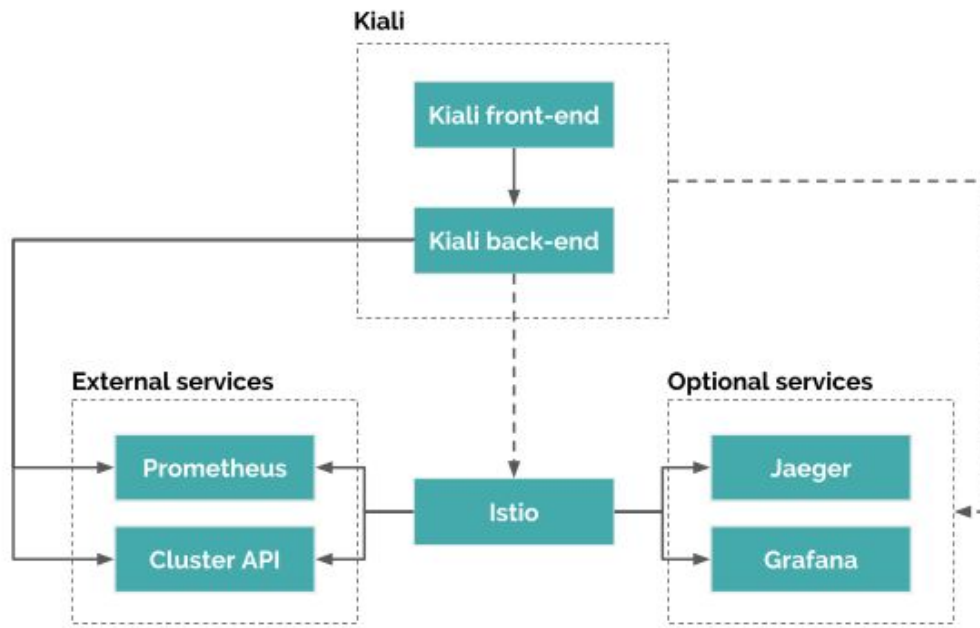 Kiali
Kiali front-end
Kiali back-end
External services
Optional services
Prometheus
Jaeger
Istio
Cluster API
Grafana